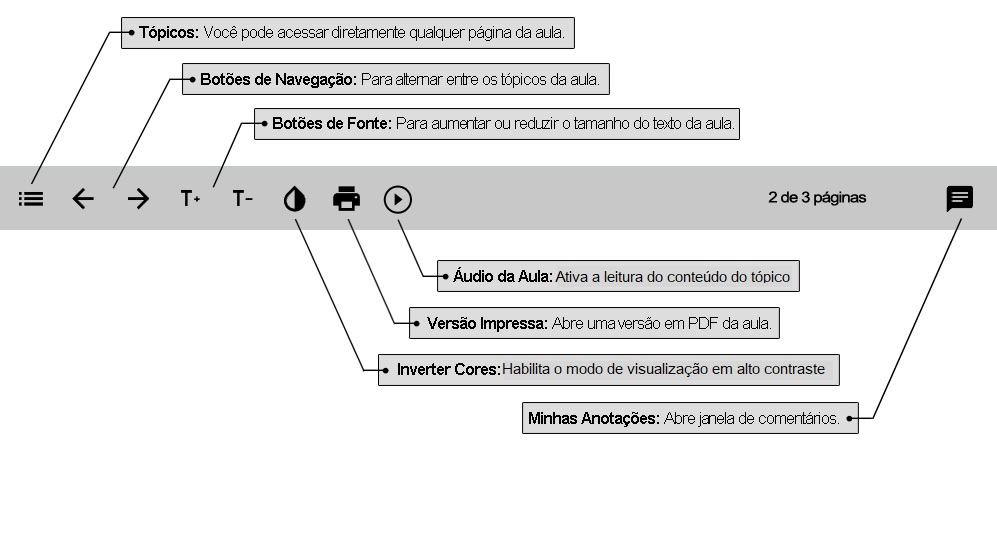 Tópicos: Você pode acessar diretamente qualquer página da aula.
Botões de Navegação: Para alternar entre os tópicos da aula.
Botões de Fonte: Para aumentar ou reduzir o tamanho do texto da aula.
T+ T-
2 de 3 páginas
Áudio da Aula: Ativa a leitura do conteúdo do tópico
Versão Impressa: Abre uma versão em PDF da aula.
Inverter Cores: Habilita o modo de visualização em alto contraste
Minhas Anotações: Abre janela de comentários.